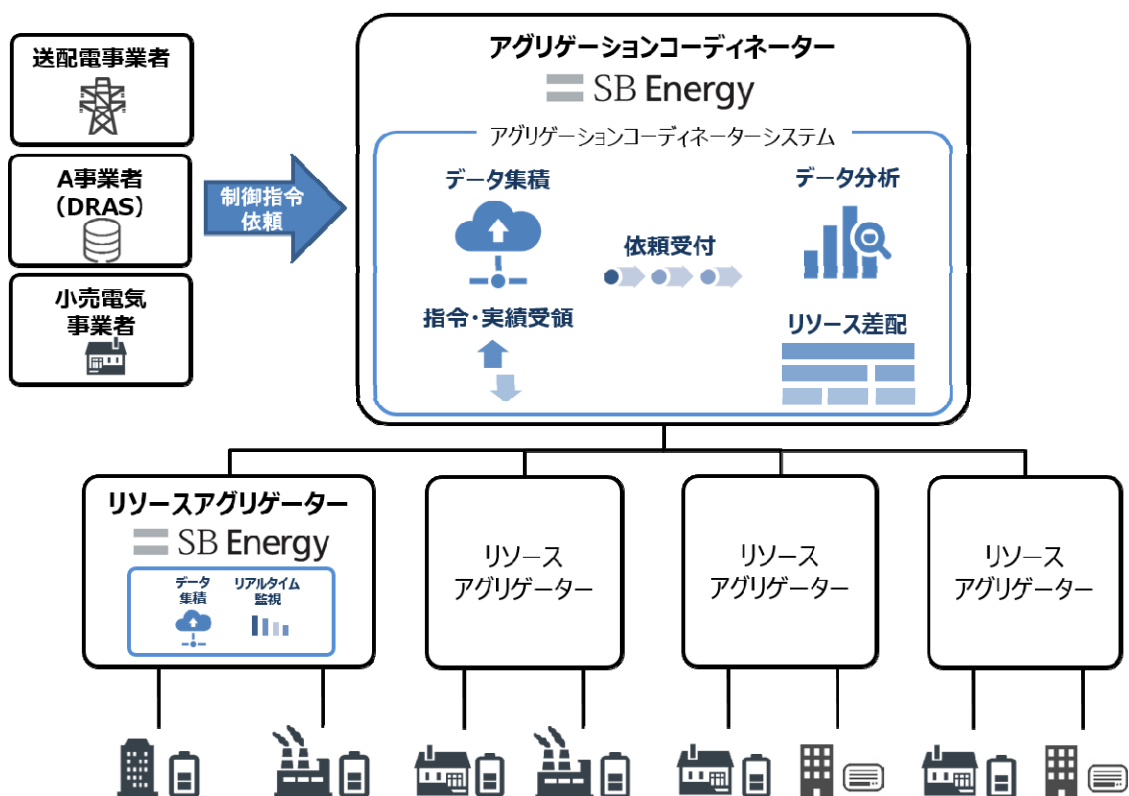 送配電事業者
A事業者
(DRAS)
小売電気
事業者
制御指令
依頼
アグリゲーションコーディネーター
SB Energy
アグリゲーションコーディネーターシステム
データ集積
データ分析
依頼受付
指令・実績受領
リソース差配
リソースアグリゲーター
SB Energy
データ
集積
リアルタイム
監視
リソース
アグリゲーター
リソース
アグリゲーター
リソース
アグリゲーター